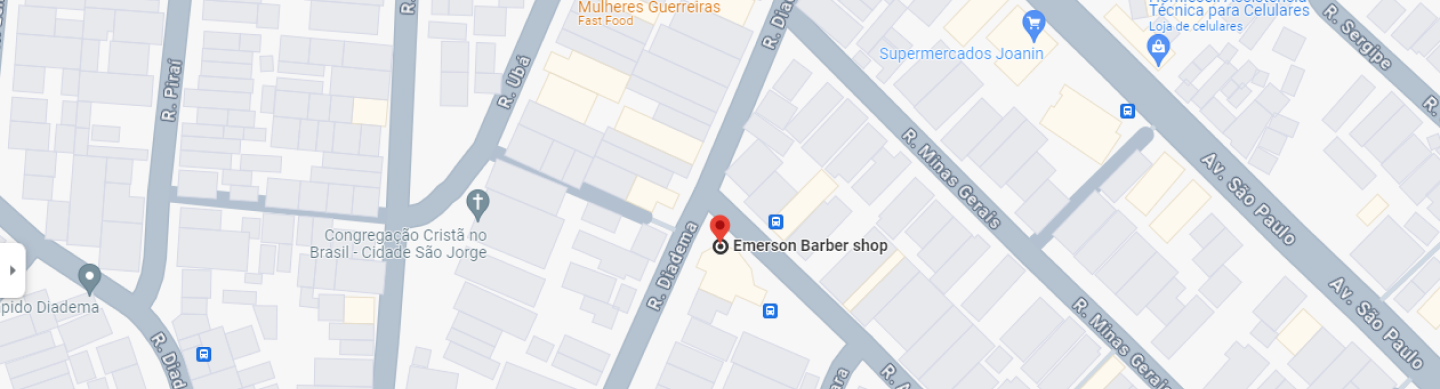 Mulheres Guerreiras
Fast Food
R. Ubá
R. Piraí
Supermercados Joanin
Técnica para Celulares
Loja de celulares
R. Sergipe
R. Minas Gerais
Av. São Paulo
Congregação Cristã no
Brasil - Cidade São Jorge
Emerson Barber shop
R. Diadema
R. Minas Gerais
Av. São Paulo
Diadema